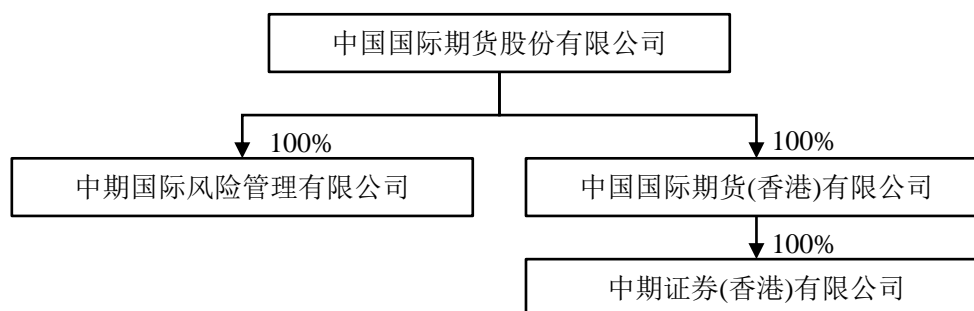 中国国际期货股份有限公司
100%
100%
中期国际风险管理有限公司
中国国际期货(香港)有限公司
100%
中期证券(香港)有限公司